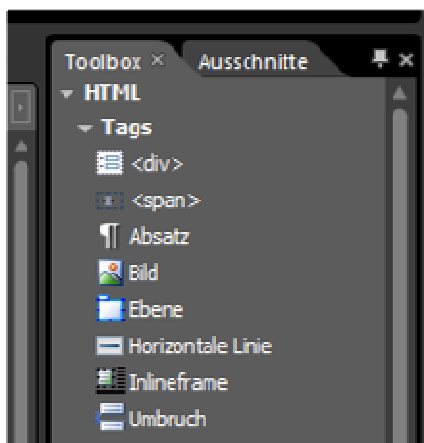 Toolbox Ausschnitte
HTML
Tags
<div>
<span>
Absatz
Bild
Ebene
Horizontale Linie
Inlineframe
Umbruch